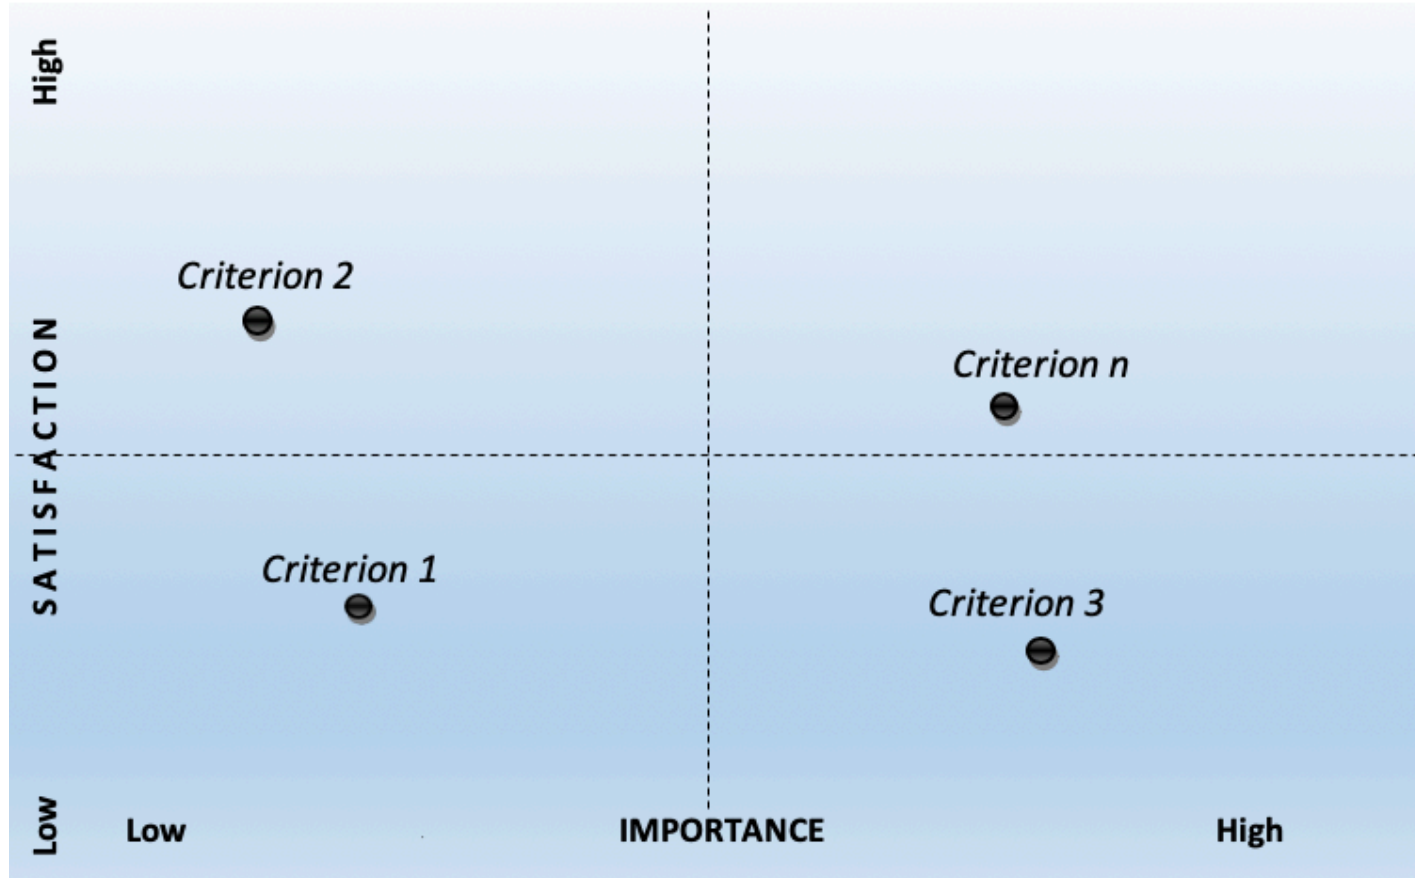 High
Criterion 2
SATISFACTION
Criterion n
Criterion 1
Criterion 3
Low
Low
IMPORTANCE
High